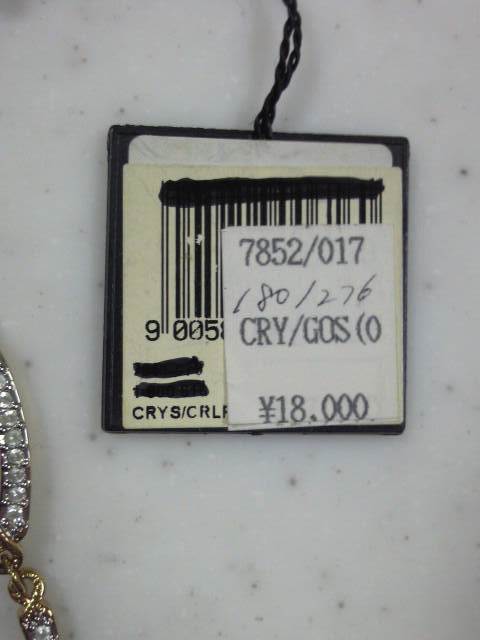 7852/017
180/276
9 0058
CRY/GOS(0
CRYS/CRLF
¥18.000